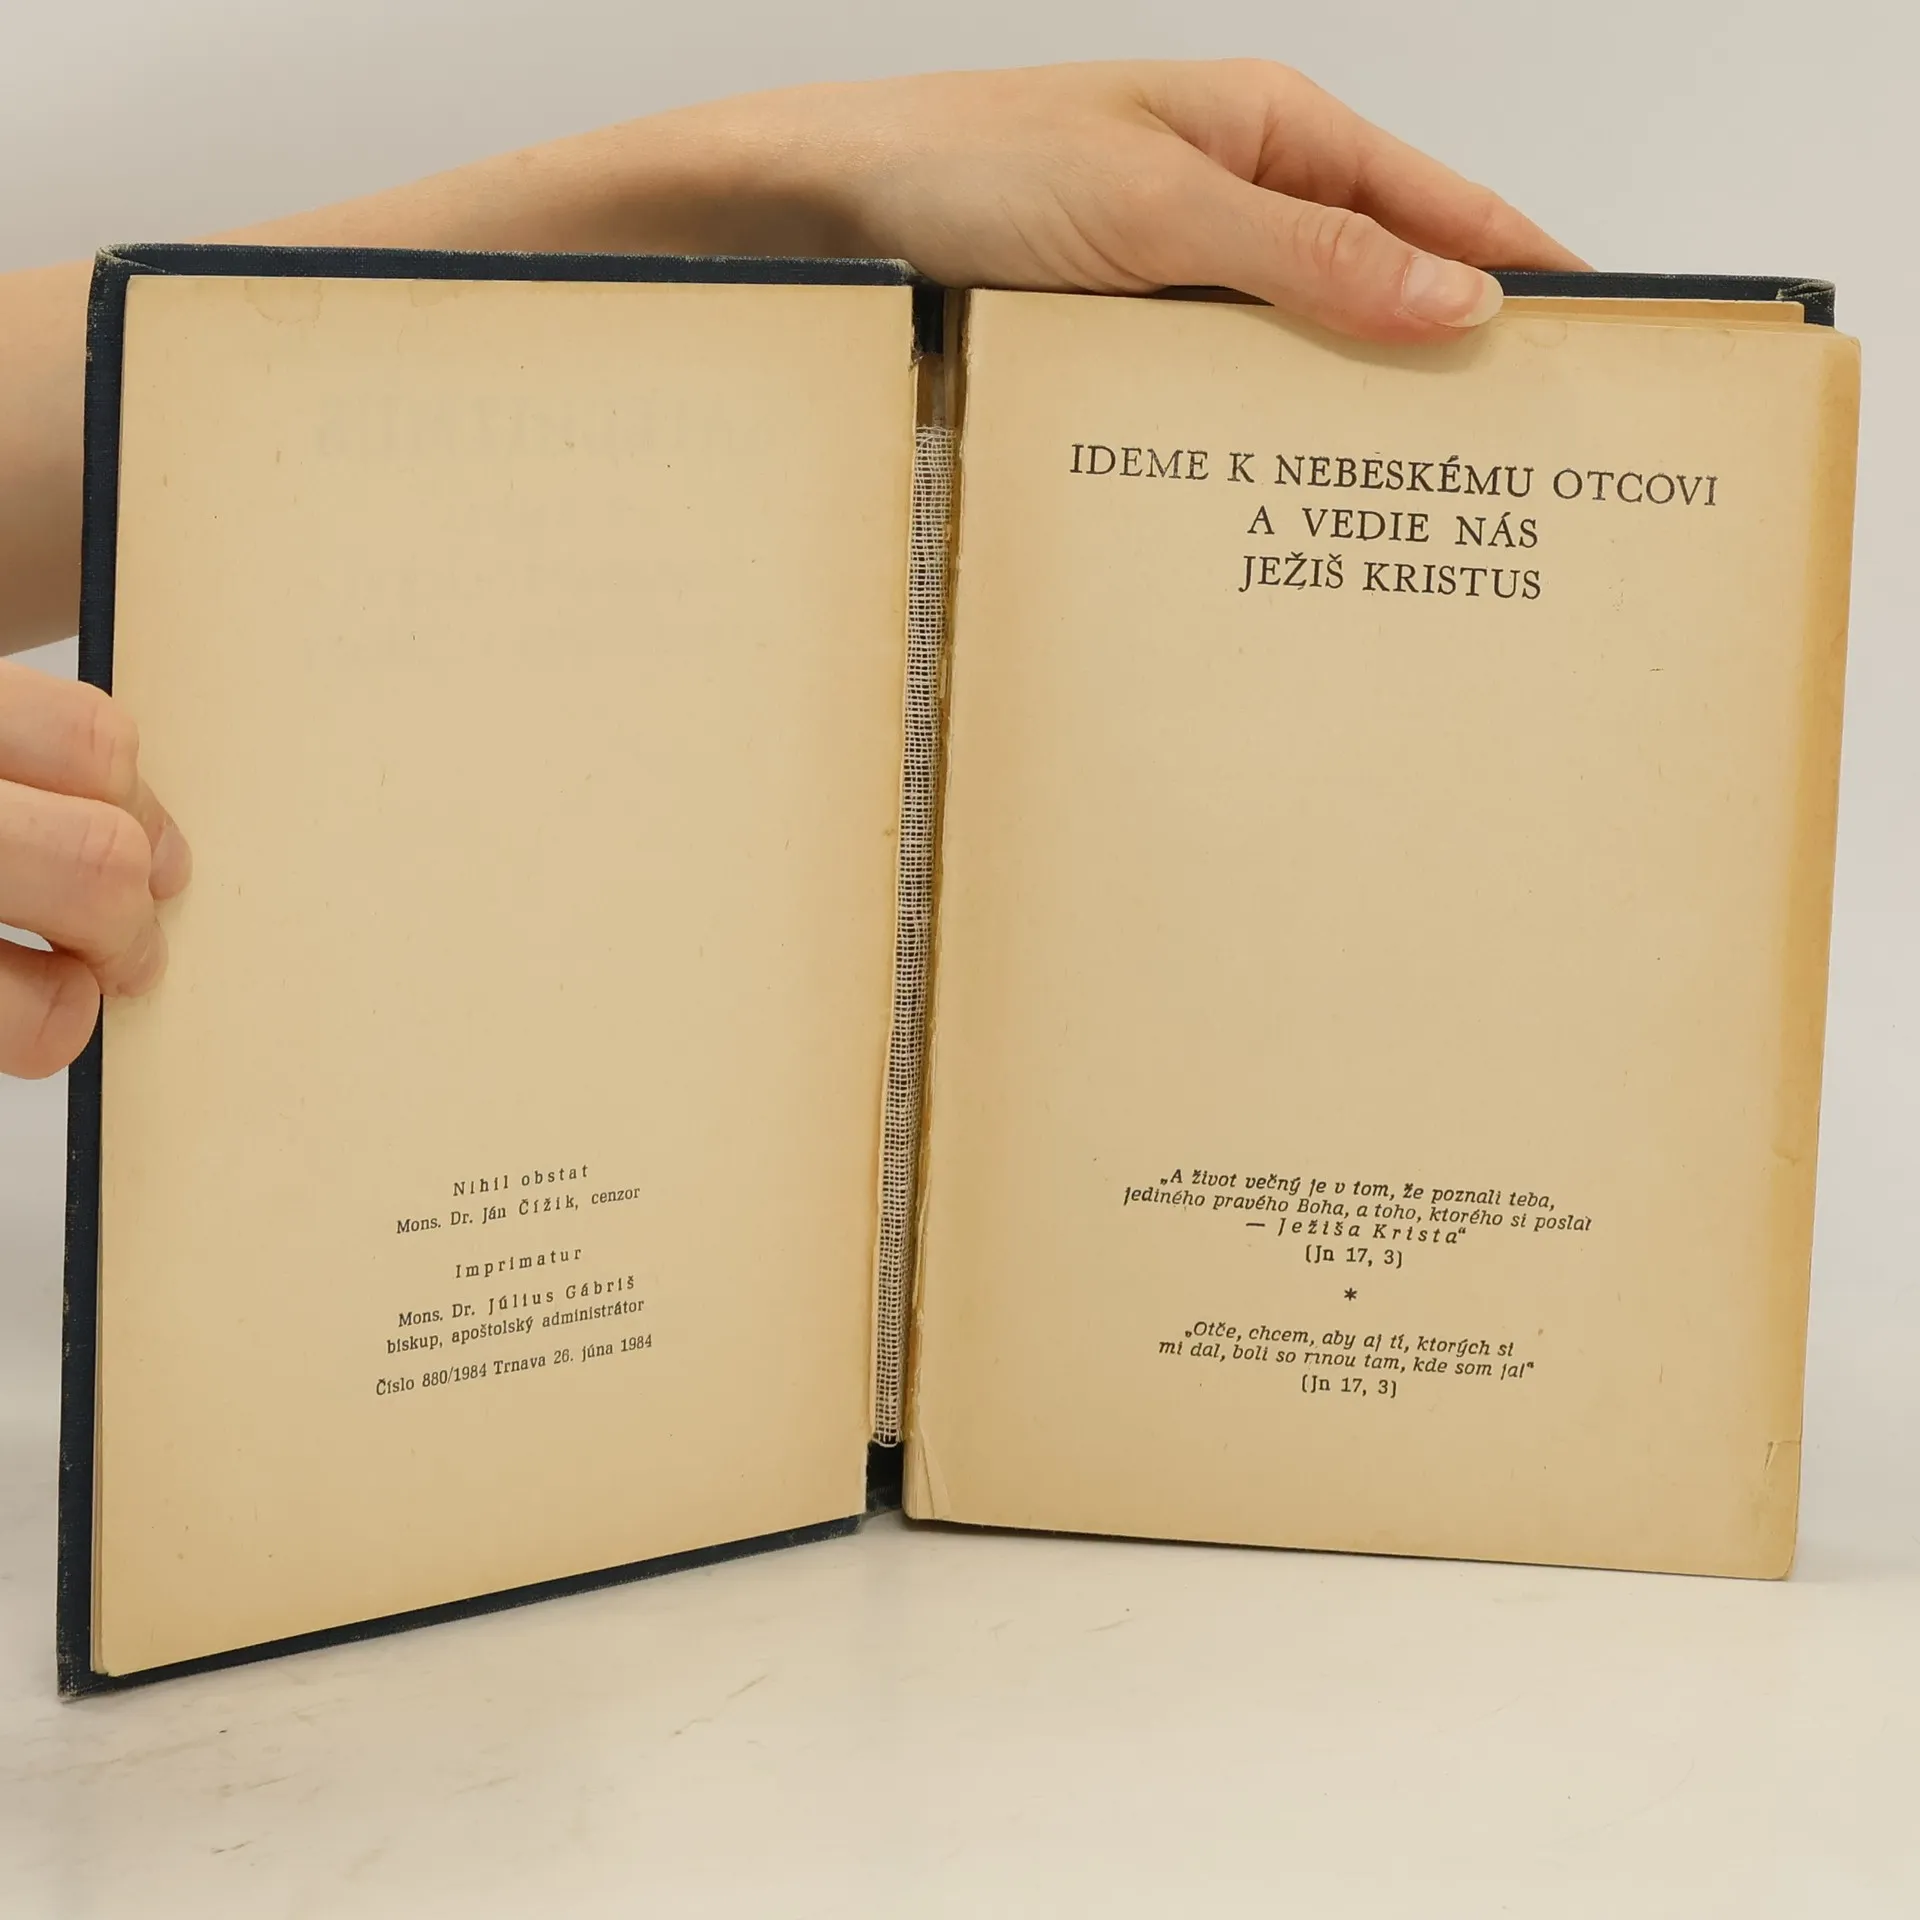 Nihil obstat
Mons. Dr. Ján Čížik, cenzor
Imprimatur
Mons. Dr. Július Gábriš
biskup, apoštolský administrátor
Číslo 880/1984 Trnava 26. júna 1984
IDEME K NEBESKÉMU OTCOVI
A VEDIE NÁS
JEŽIŠ KRISTUS
„A život večný je v tom, že poznali teba,
jediného pravého Boha, a toho, ktorého si poslal
— Ježiša Krista“
(Jn 17, 3)
*
„Otče, chcem, aby aj tí, ktorých si
mi dal, boli so mnou tam, kde som ja!“
(Jn 17, 3)